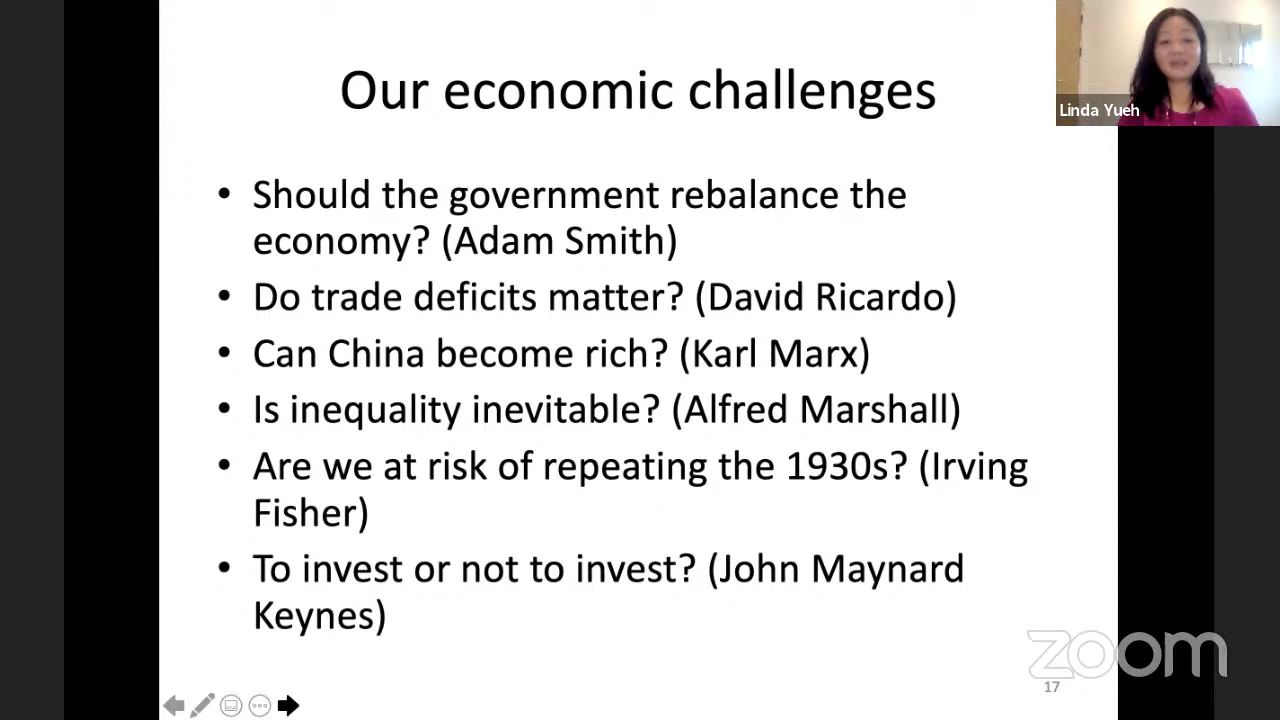 Our economic challenges
Linda Yueh
• Should the government rebalance the
economy? (Adam Smith)
• Do trade deficits matter? (David Ricardo)
• Can China become rich? (Karl Marx)
• Is inequality inevitable? (Alfred Marshall)
• Are we at risk of repeating the 1930s? (Irving
Fisher)
• To invest or not to invest? (John Maynard
Keynes)
zoom
17